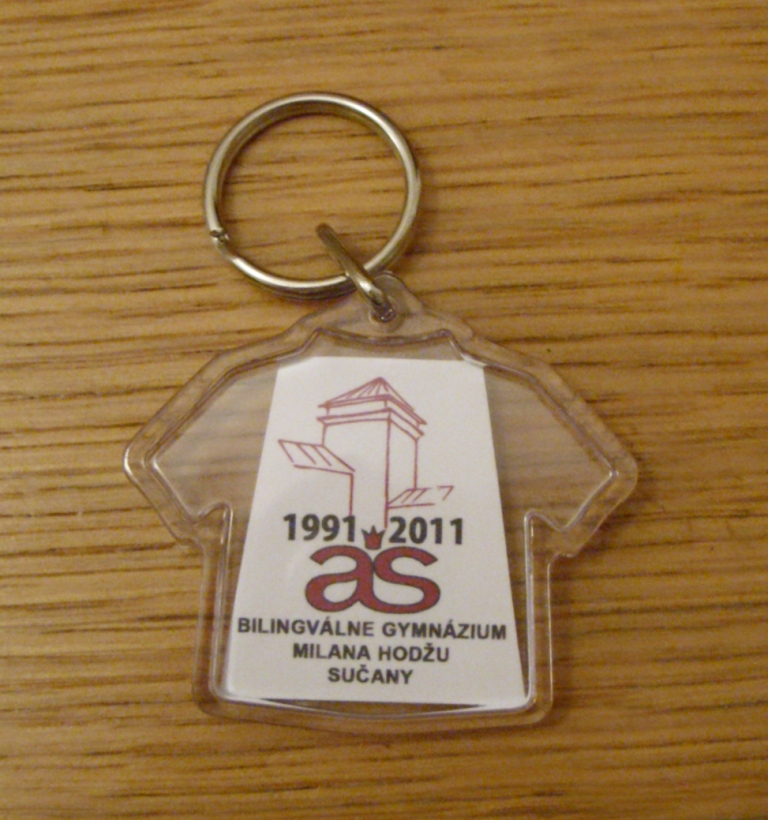 1991 2011
as
BILINGVÁLNE GYMNÁZIUM
MILANA HODŽU
SUČANY